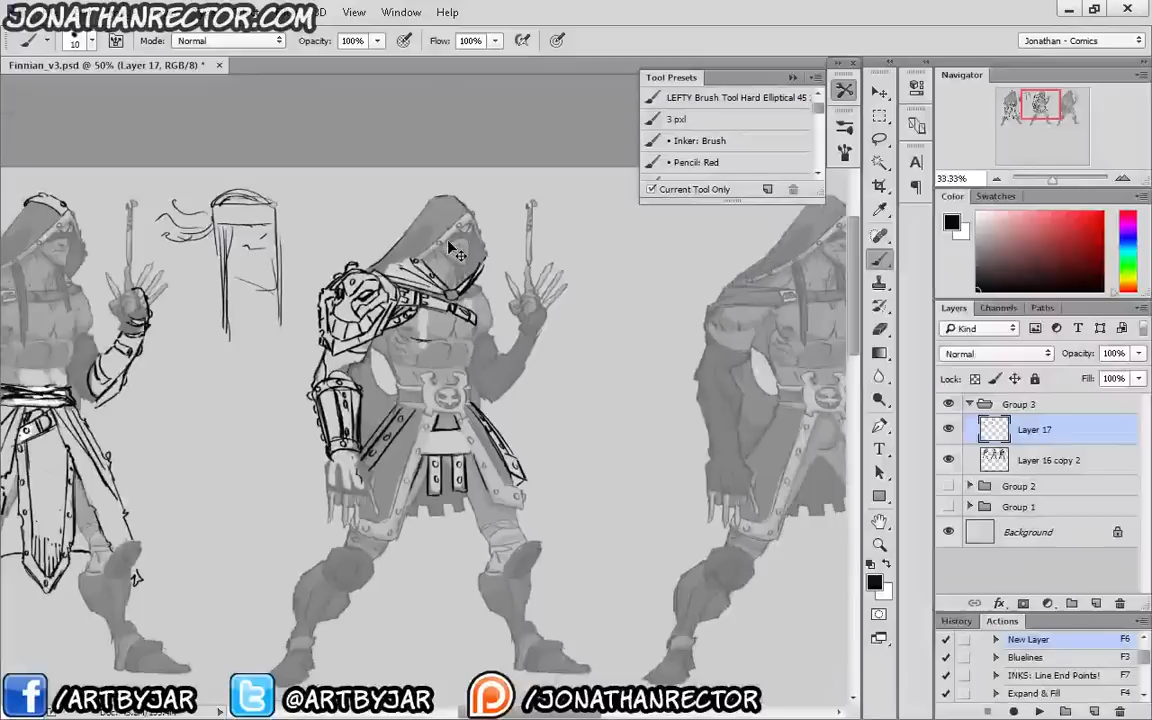 JONATHANRECTOR.COM
View
Window
Help
10
Mode:
Normal
Opacity:
100%
Flow:
100%
Jonathan - Comics
Finnian_v3.psd @ 50% (Layer 17, RGB/8) *
Tool Presets
LEFTY Brush Tool Hard Elliptical 45
3 pxl
• Inker: Brush
• Pencil: Red
Current Tool Only
Navigator
33.33%
Color
Swatches
Layers
Channels
Paths
Kind
Normal
Opacity:
100%
Lock:
Fill:
100%
Group 3
Layer 17
Layer 16 copy 2
Group 2
Group 1
Background
History
Actions
New Layer
F6
Bluelines
F3
INKS: Line End Points!
F7
Expand & Fill
F4
/ARTBYJAR
@ARTBYJAR
/JONATHANRECTOR